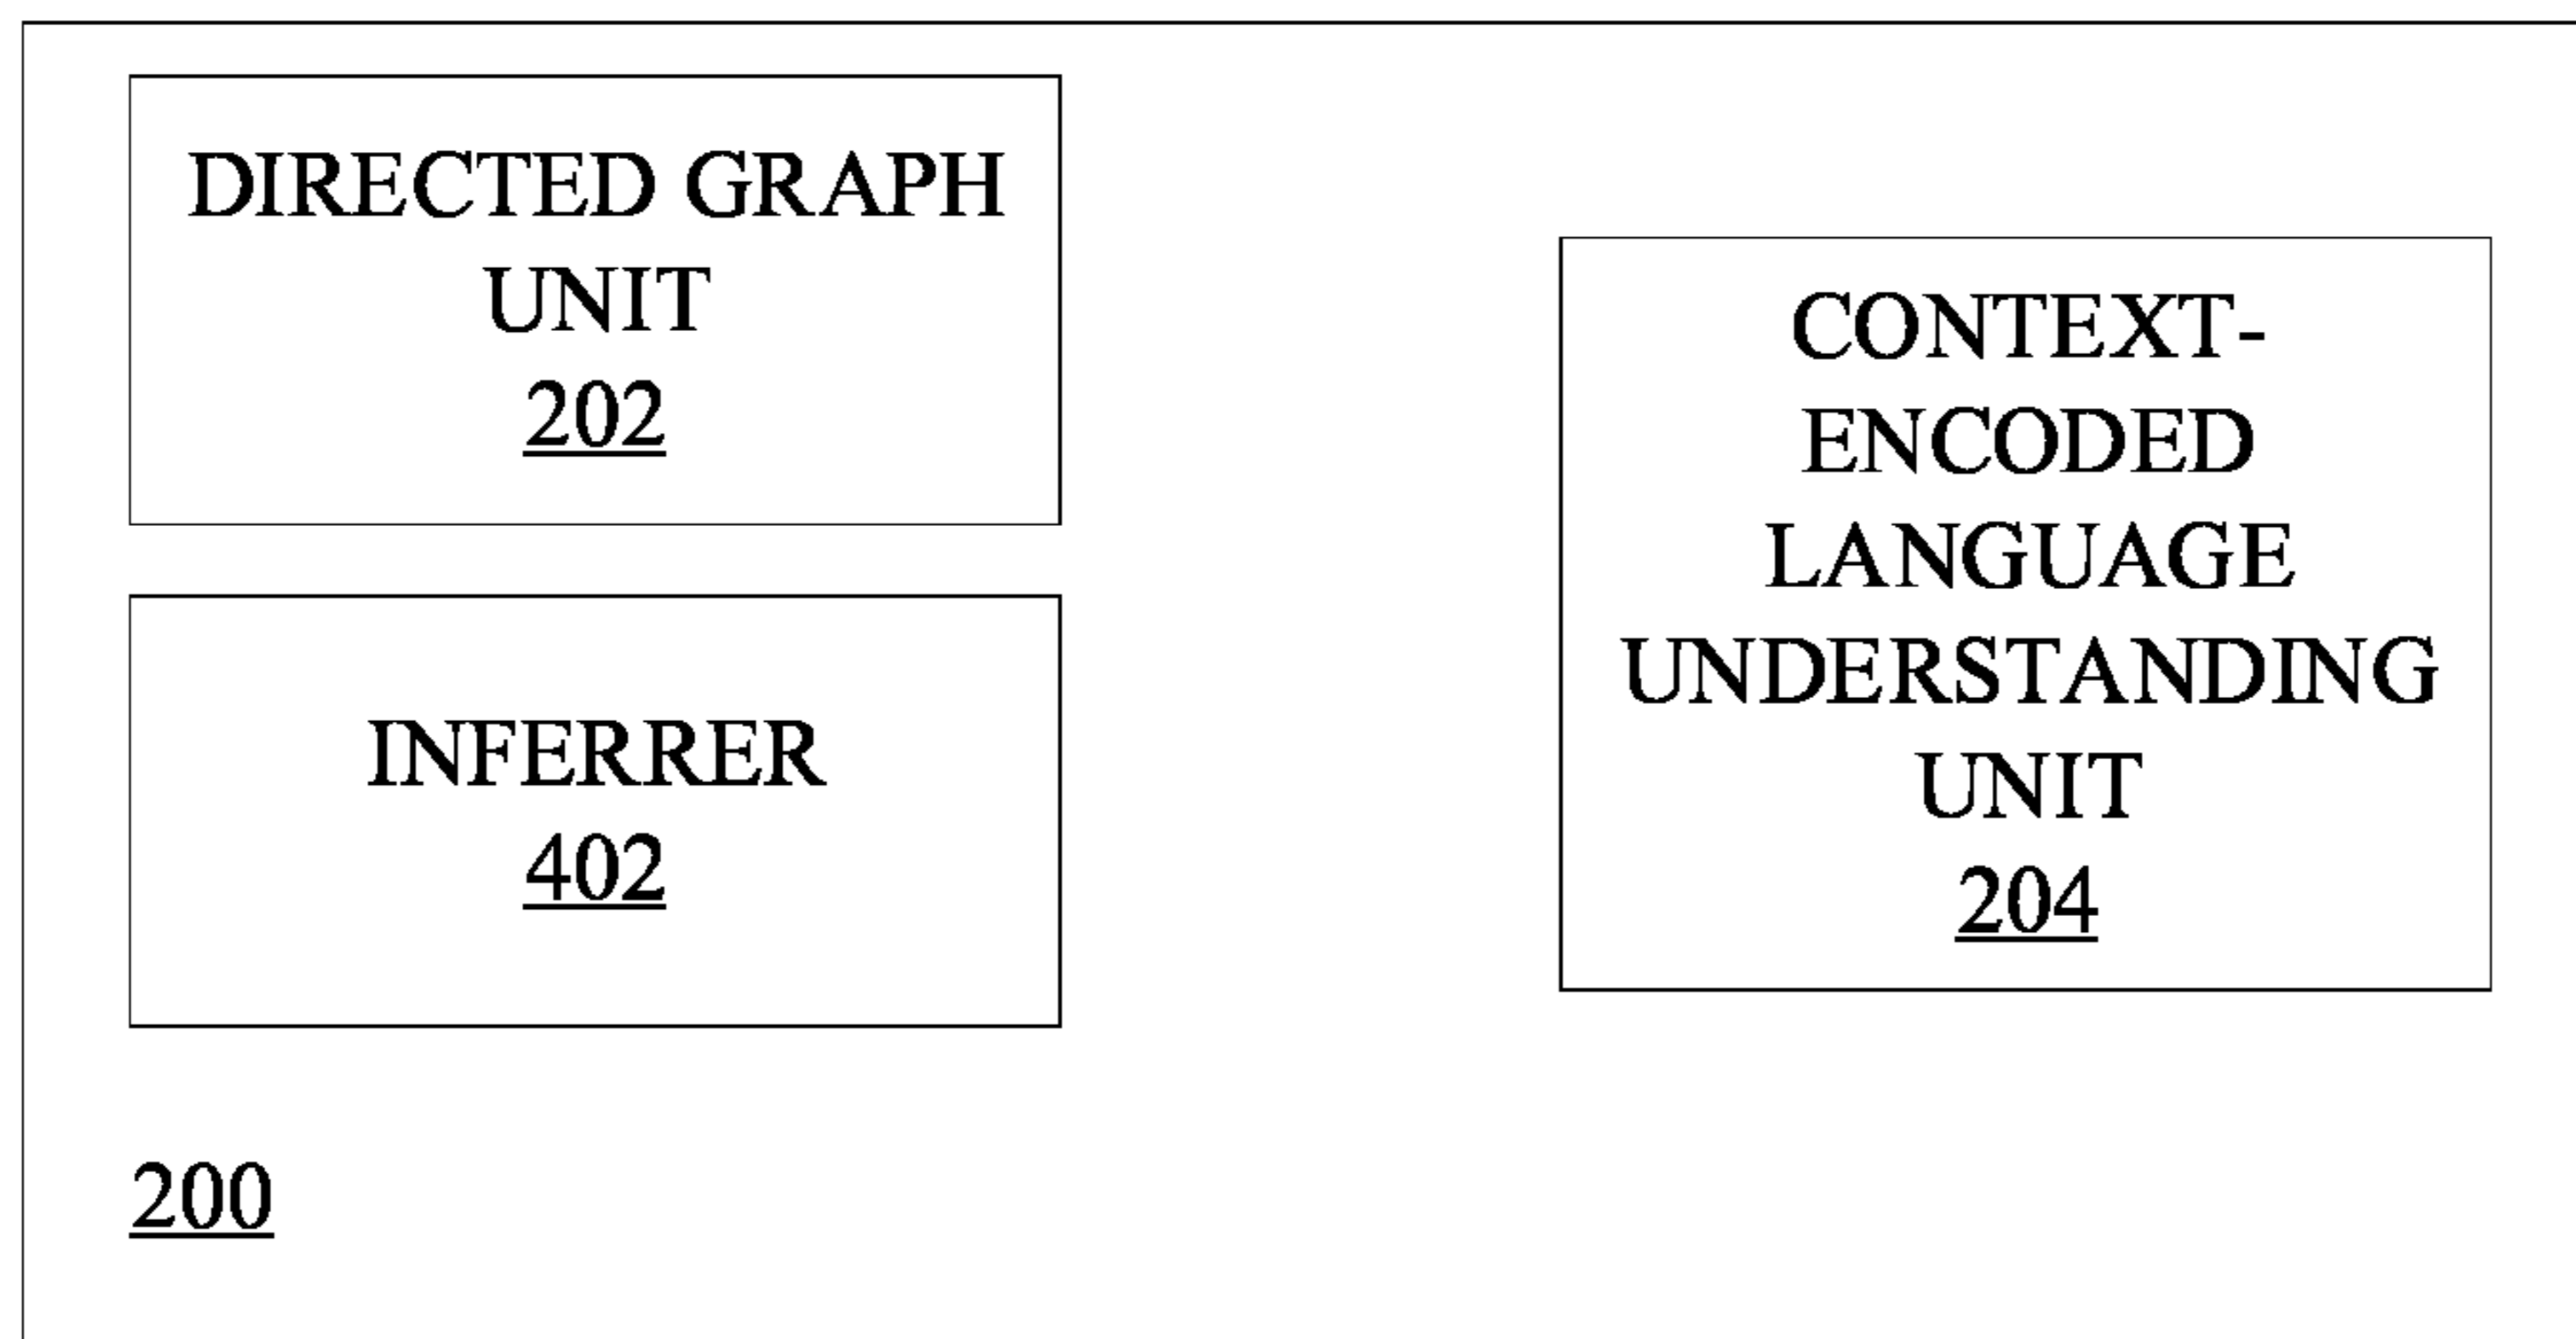 DIRECTED GRAPH
UNIT
202
INFERRER
402
CONTEXT-
ENCODED
LANGUAGE
UNDERSTANDING
UNIT
204
200